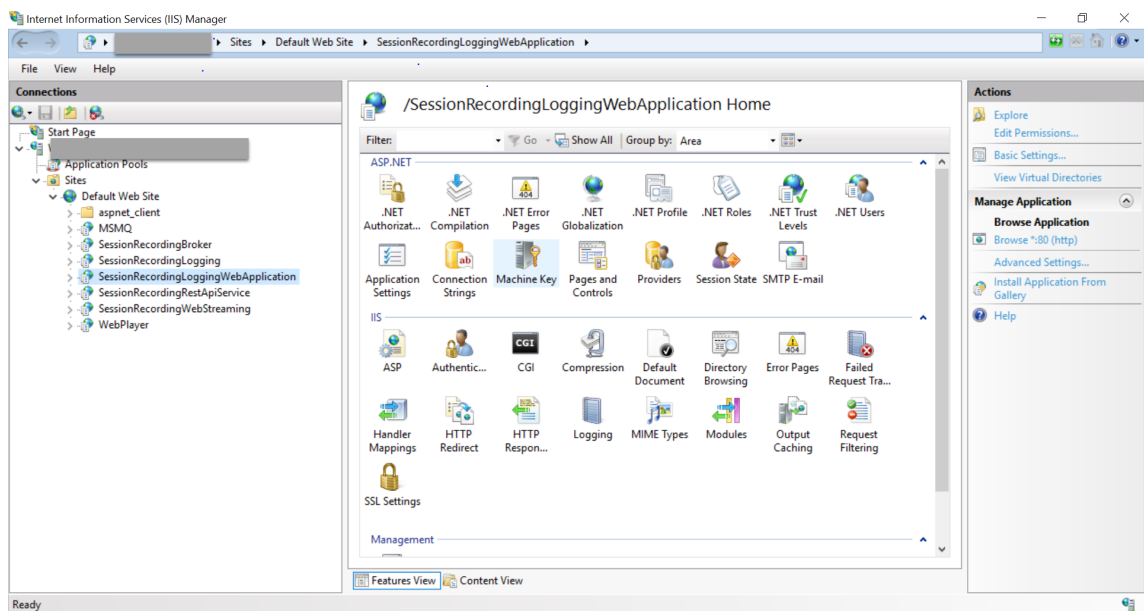 Internet Information Services (IIS) Manager
Sites Default Web Site SessionRecordingLoggingWebApplication
File View Help
Connections
Start Page
Application Pools
Sites
Default Web Site
aspnet_client
MSMQ
SessionRecordingBroker
SessionRecordingLogging
SessionRecordingLoggingWebApplication
SessionRecordingRestApiService
SessionRecordingWebStreaming
WebPlayer
/SessionRecordingLoggingWebApplication Home
Filter: Go Show All Group by: Area
ASP.NET
.NET Authorizat...
.NET Compilation
.NET Error Pages
.NET Globalization
.NET Profile
.NET Roles
.NET Trust Levels
.NET Users
Application Settings
Connection Strings
Machine Key
Pages and Controls
Providers
Session State
SMTP E-mail
IIS
ASP
Authentic...
CGI
CGI
Compression
Default Document
Directory Browsing
404
Error Pages
Failed Request Tra...
Handler Mappings
HTTP Redirect
HTTP Respon...
Logging
MIME Types
Modules
Output Caching
Request Filtering
SSL Settings
Management
Features View Content View
Actions
Explore
Edit Permissions...
Basic Settings...
View Virtual Directories
Manage Application
Browse Application
Browse *:80 (http)
Advanced Settings...
Install Application From
Gallery
Help
Ready